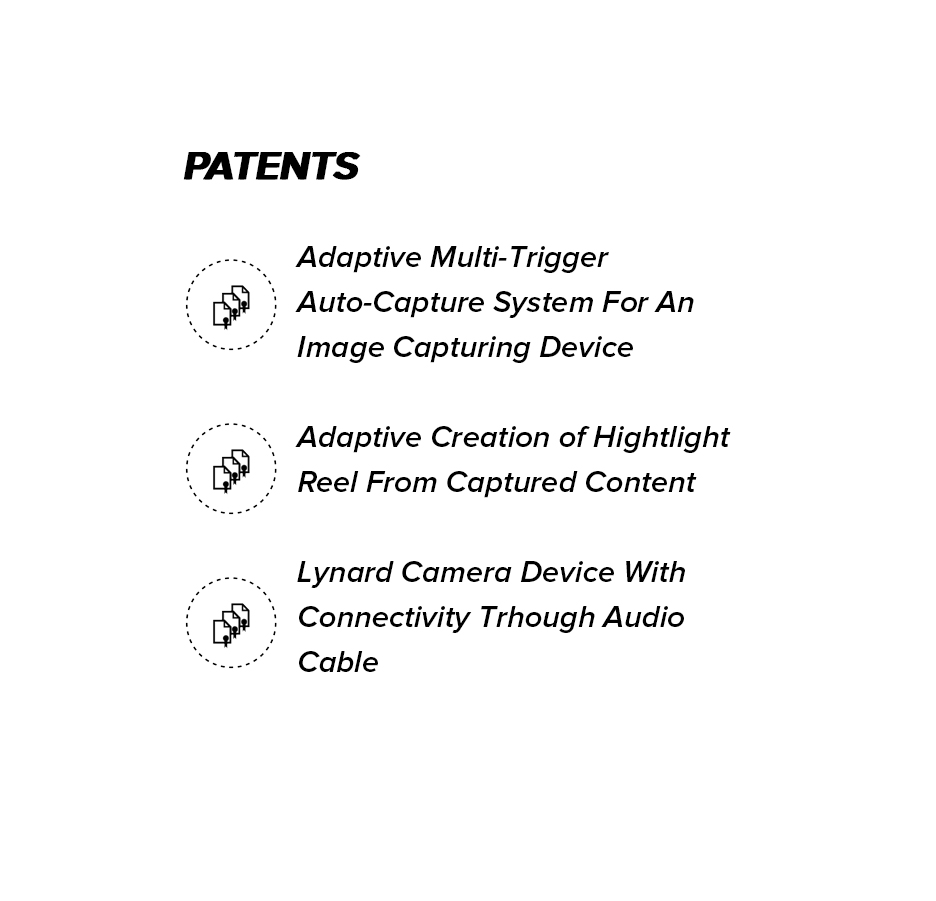 PATENTS
Adaptive Multi-Trigger
Auto-Capture System For An
Image Capturing Device
Adaptive Creation of Hightlight
Reel From Captured Content
Lynard Camera Device With
Connectivity Trhough Audio
Cable